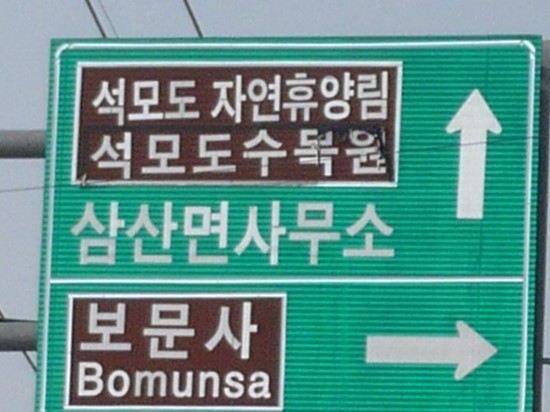 석모도 자연휴양림
석모도수목원
삼산면사무소
보문사
Bomunsa